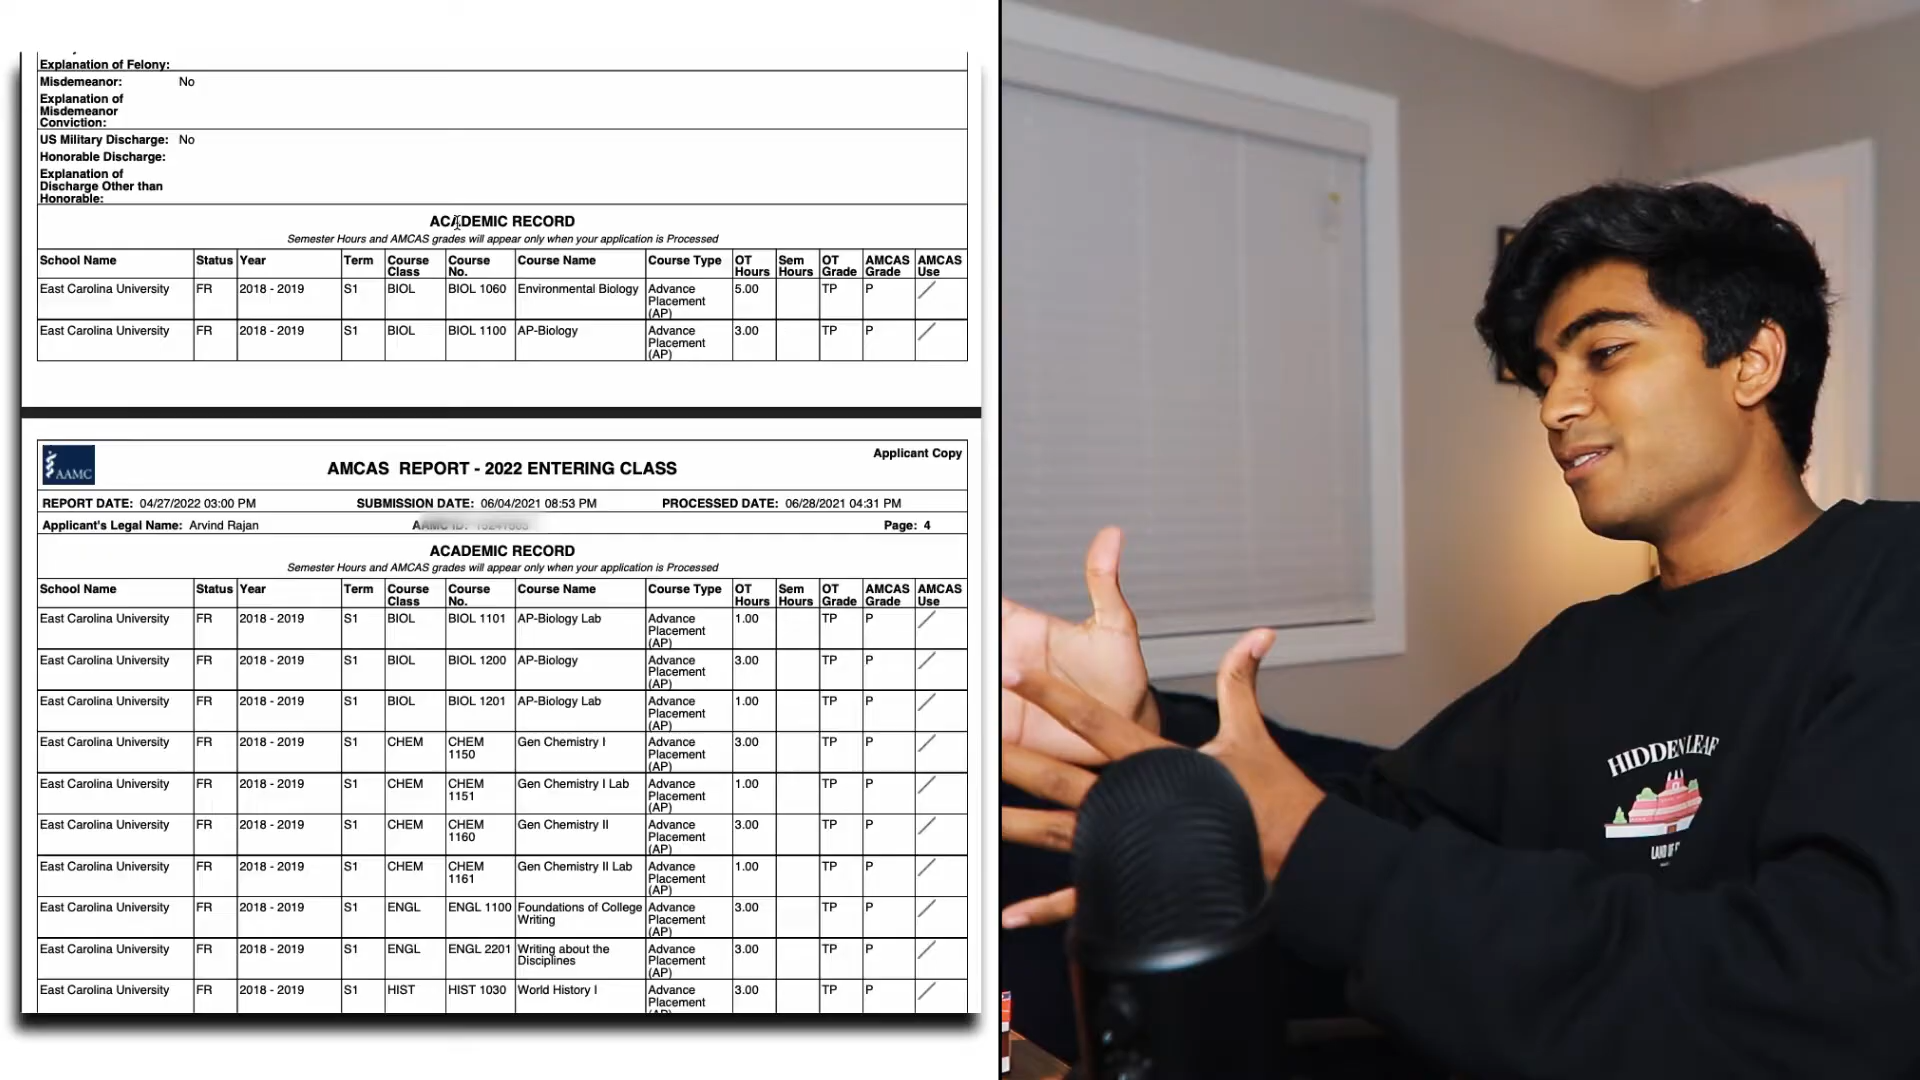 Explanation of Felony:
Misdemeanor: No
Explanation of
Misdemeanor
Conviction:
US Military Discharge: No
Honorable Discharge:
Explanation of
Discharge Other than
Honorable:
ACADEMIC RECORD
Semester Hours and AMCAS grades will appear only when your application is Processed
School Name Status Year Term Course Class Course No. Course Name Course Type OT Hours Sem Hours OT Grade AMCAS Grade AMCAS Use
East Carolina University FR 2018 - 2019 S1 BIOL BIOL 1060 Environmental Biology Advance Placement (AP) 5.00 TP P
East Carolina University FR 2018 - 2019 S1 BIOL BIOL 1100 AP-Biology Advance Placement (AP) 3.00 TP P
AAMC
Applicant Copy
AMCAS REPORT - 2022 ENTERING CLASS
REPORT DATE: 04/27/2022 03:00 PM SUBMISSION DATE: 06/04/2021 08:53 PM PROCESSED DATE: 06/28/2021 04:31 PM
Applicant's Legal Name: Arvind Rajan Page: 4
ACADEMIC RECORD
Semester Hours and AMCAS grades will appear only when your application is Processed
School Name Status Year Term Course Class Course No. Course Name Course Type OT Hours Sem Hours OT Grade AMCAS Grade AMCAS Use
East Carolina University FR 2018 - 2019 S1 BIOL BIOL 1101 AP-Biology Lab Advance Placement (AP) 1.00 TP P
East Carolina University FR 2018 - 2019 S1 BIOL BIOL 1200 AP-Biology Advance Placement (AP) 3.00 TP P
East Carolina University FR 2018 - 2019 S1 BIOL BIOL 1201 AP-Biology Lab Advance Placement (AP) 1.00 TP P
East Carolina University FR 2018 - 2019 S1 CHEM CHEM 1150 Gen Chemistry I Advance Placement (AP) 3.00 TP P
East Carolina University FR 2018 - 2019 S1 CHEM CHEM 1151 Gen Chemistry I Lab Advance Placement (AP) 1.00 TP P
East Carolina University FR 2018 - 2019 S1 CHEM CHEM 1160 Gen Chemistry II Advance Placement (AP) 3.00 TP P
East Carolina University FR 2018 - 2019 S1 CHEM CHEM 1161 Gen Chemistry II Lab Advance Placement (AP) 1.00 TP P
East Carolina University FR 2018 - 2019 S1 ENGL ENGL 1100 Foundations of College Writing Advance Placement (AP) 3.00 TP P
East Carolina University FR 2018 - 2019 S1 ENGL ENGL 2201 Writing about the Disciplines Advance Placement (AP) 3.00 TP P
East Carolina University FR 2018 - 2019 S1 HIST HIST 1030 World History I Advance Placement 3.00 TP P
HIDDEN LEAF
LAND OF